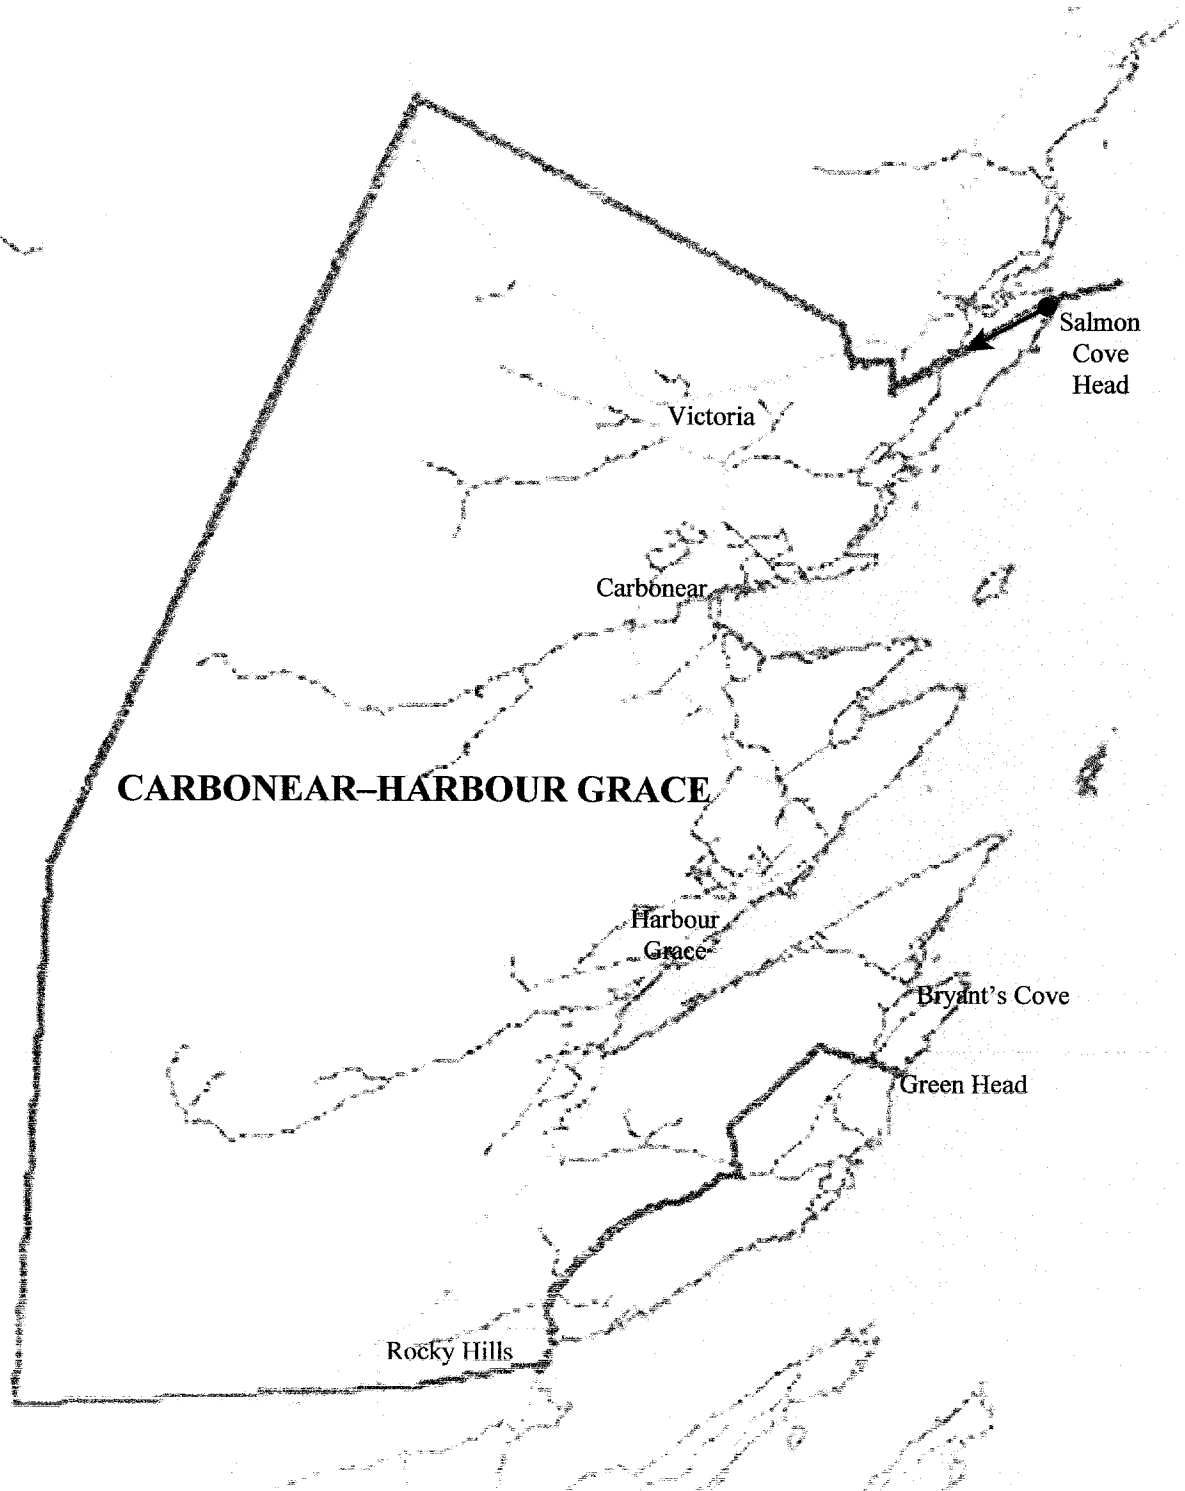 Salmon
Cove
Head
Victoria
Carbonear
CARBONEAR–HARBOUR GRACE
Harbour
Grace
Bryant's Cove
Green Head
Rocky Hills